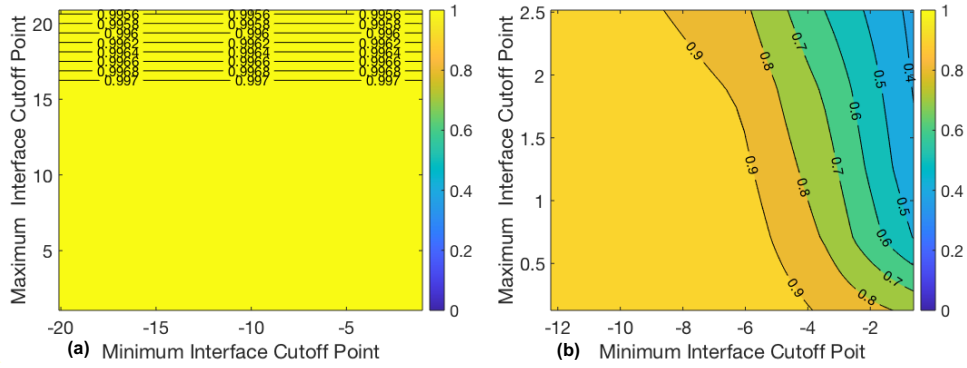 0.9956 0.9956 0.9956
0.9958 0.9958 0.9958
0.996 0.996 0.996
0.9962 0.9962 0.9962
0.9964 0.9964 0.9964
0.9966 0.9966 0.9966
0.9968 0.9968 0.9968
0.997 0.997 0.997
20
15
10
5
Maximum Interface Cutoff Point
-20 -15 -10 -5
(a) Minimum Interface Cutoff Point
1
0.8
0.6
0.4
0.2
0
2.5
2
1.5
1
0.5
Maximum Interface Cutoff Point
0.9 0.8 0.7 0.6 0.5 0.4
0.9 0.8 0.7 0.6 0.5
0.9 0.8 0.7
-12 -10 -8 -6 -4 -2
(b) Minimum Interface Cutoff Poit
1
0.8
0.6
0.4
0.2
0